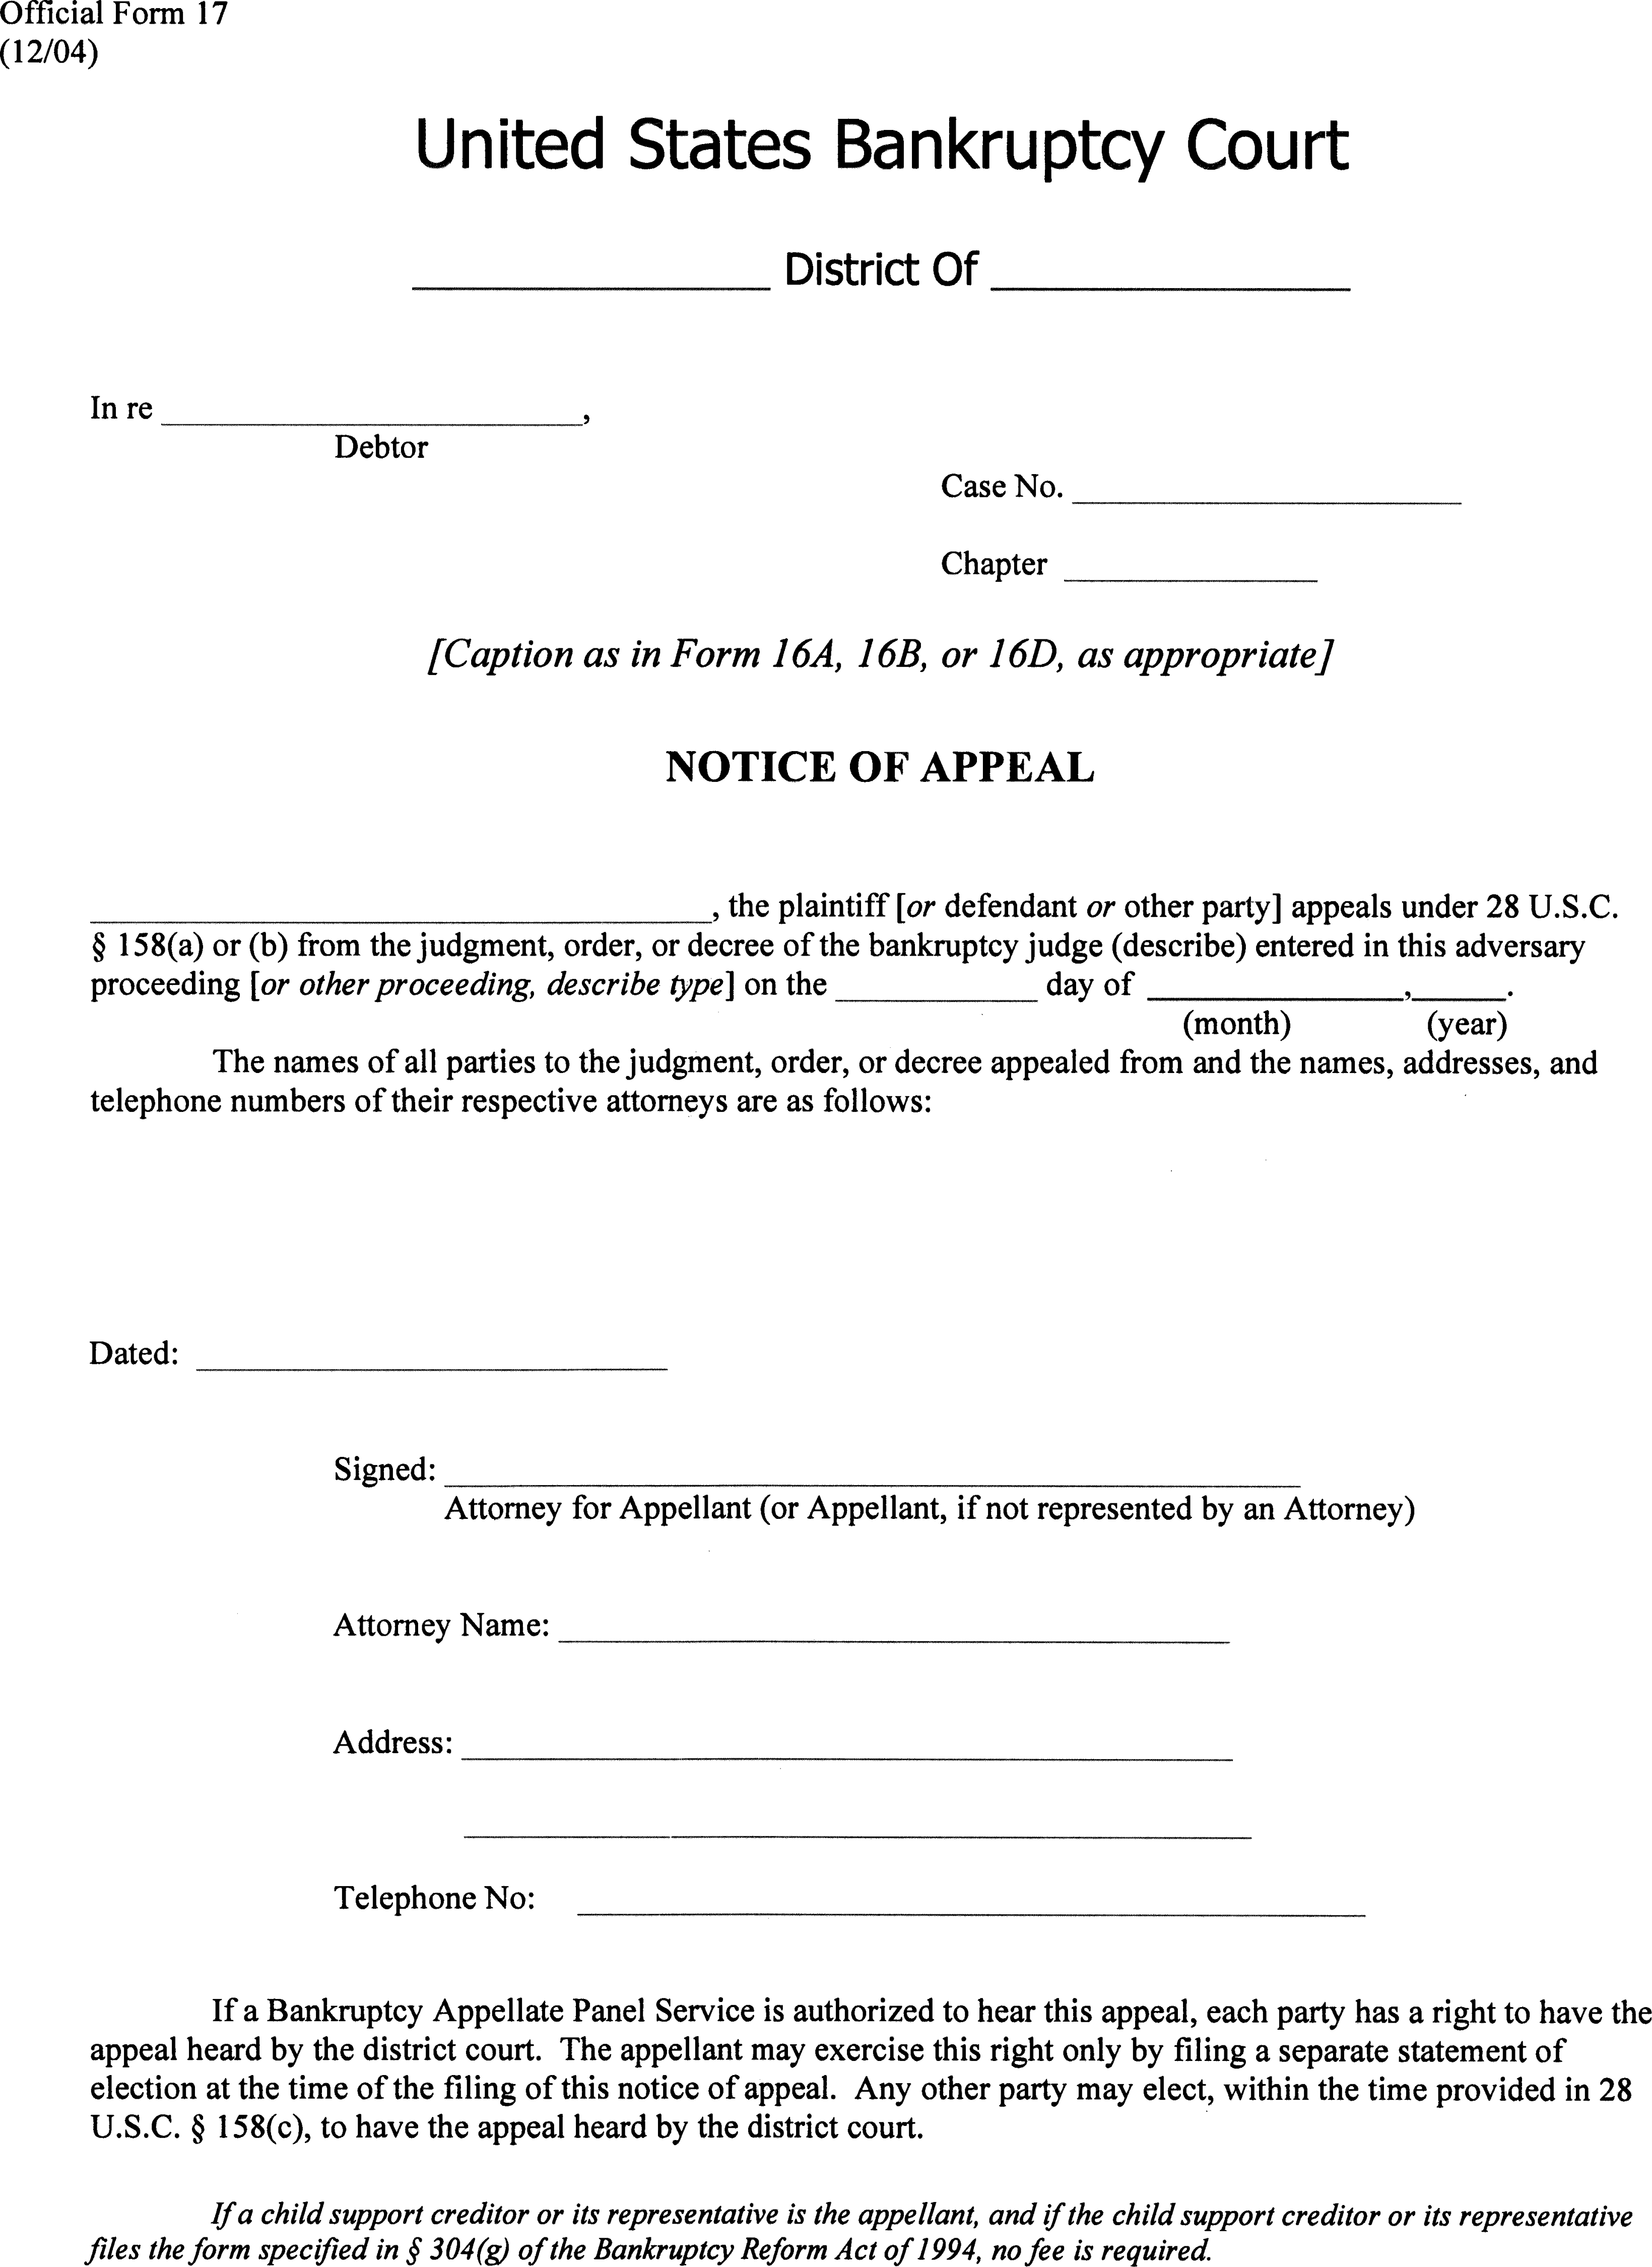 Official Form 17
(12/04)
United States Bankruptcy Court
_______________ District Of _______________
In re ______________________,
Debtor
Case No. ____________________
Chapter _____________
[Caption as in Form 16A, 16B, or 16D, as appropriate]
NOTICE OF APPEAL
________________________________, the plaintiff [or defendant or other party] appeals under 28 U.S.C.
§ 158(a) or (b) from the judgment, order, or decree of the bankruptcy judge (describe) entered in this adversary
proceeding [or other proceeding, describe type] on the __________ day of _____________,_____.
(month) (year)
The names of all parties to the judgment, order, or decree appealed from and the names, addresses, and
telephone numbers of their respective attorneys are as follows:
Dated: ________________________
Signed: ____________________________________________
Attorney for Appellant (or Appellant, if not represented by an Attorney)
Attorney Name: ___________________________________
Address: ________________________________________
________________________________________
Telephone No: ________________________________________
If a Bankruptcy Appellate Panel Service is authorized to hear this appeal, each party has a right to have the
appeal heard by the district court. The appellant may exercise this right only by filing a separate statement of
election at the time of the filing of this notice of appeal. Any other party may elect, within the time provided in 28
U.S.C. § 158(c), to have the appeal heard by the district court.
If a child support creditor or its representative is the appellant, and if the child support creditor or its representative
files the form specified in § 304(g) of the Bankruptcy Reform Act of 1994, no fee is required.